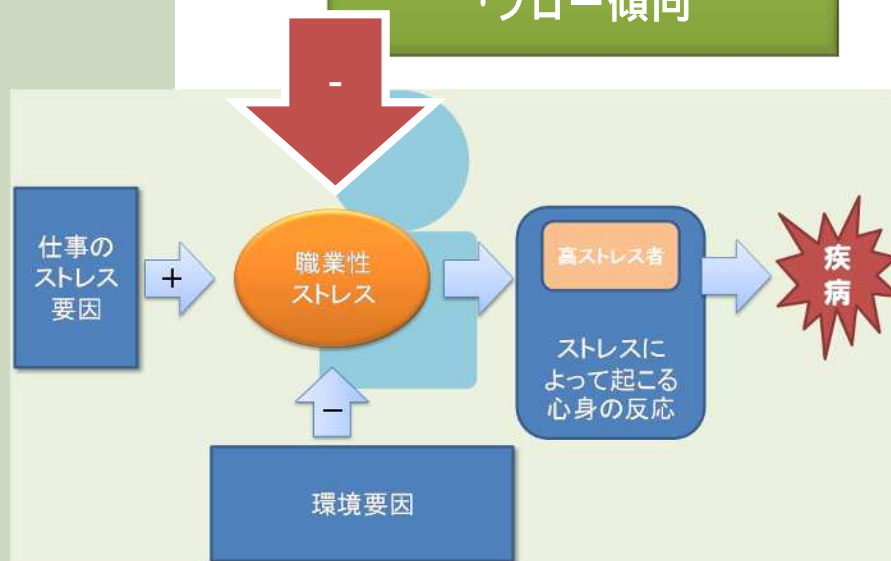 ・フロー傾向
-
仕事の
ストレス
要因
+
職業性
ストレス
高ストレス者
ストレスに
よって起こる
心身の反応
疾
病
−
環境要因